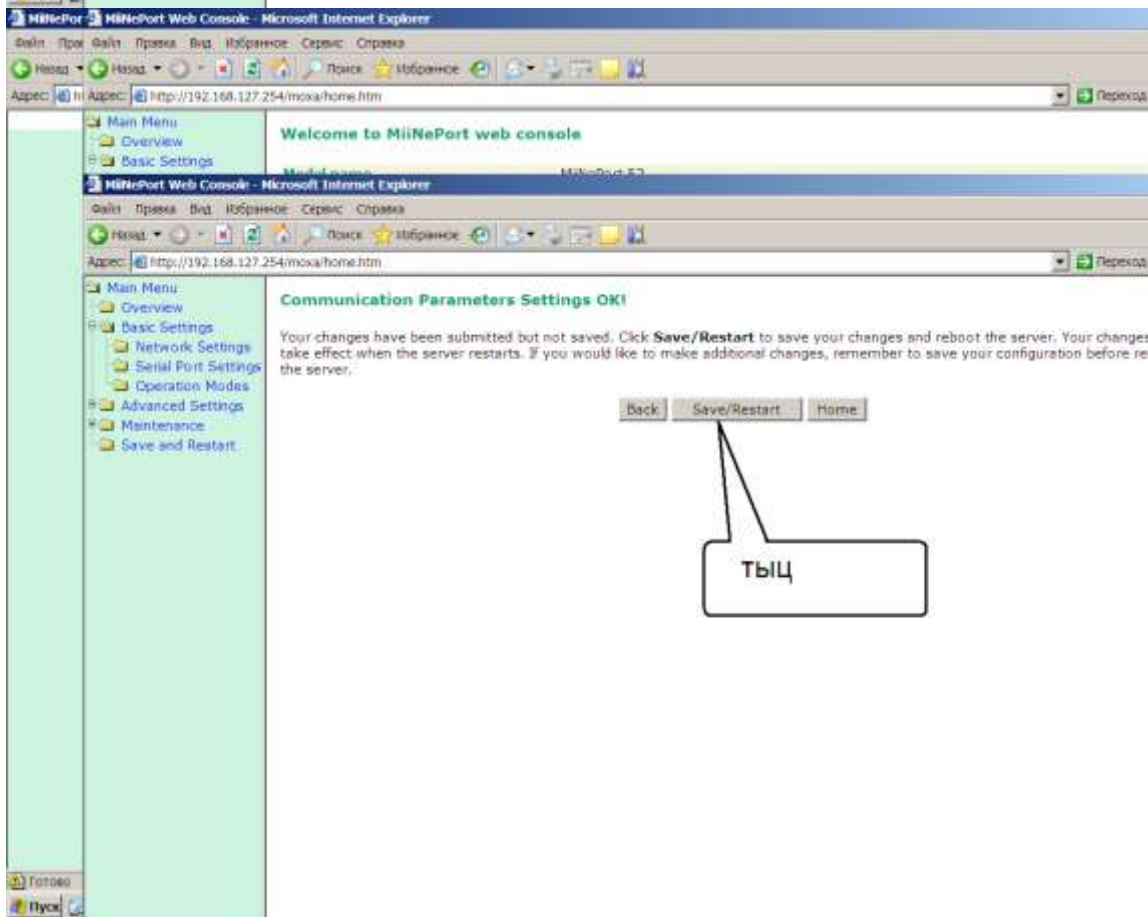 MiiNePor
MiiNePort Web Console - Microsoft Internet Explorer
Файл Правка Вид Избранное Сервис Справка
Назад
Назад Поиск Избранное
Адрес:
Адрес: http://192.168.127.254/moxa/home.htm Переход
Main Menu
Overview
Basic Settings
Welcome to MiiNePort web console
Model name MiiNePort E2
MiiNePort Web Console - Microsoft Internet Explorer
Файл Правка Вид Избранное Сервис Справка
Назад Поиск Избранное
Адрес: http://192.168.127.254/moxa/home.htm Переход
Main Menu
Overview
Basic Settings
Network Settings
Serial Port Settings
Operation Modes
Advanced Settings
Maintenance
Save and Restart
Communication Parameters Settings OK!
Your changes have been submitted but not saved. Click Save/Restart to save your changes and reboot the server. Your changes
take effect when the server restarts. If you would like to make additional changes, remember to save your configuration before re
the server.
Back Save/Restart Home
тыц
Готово
Пуск